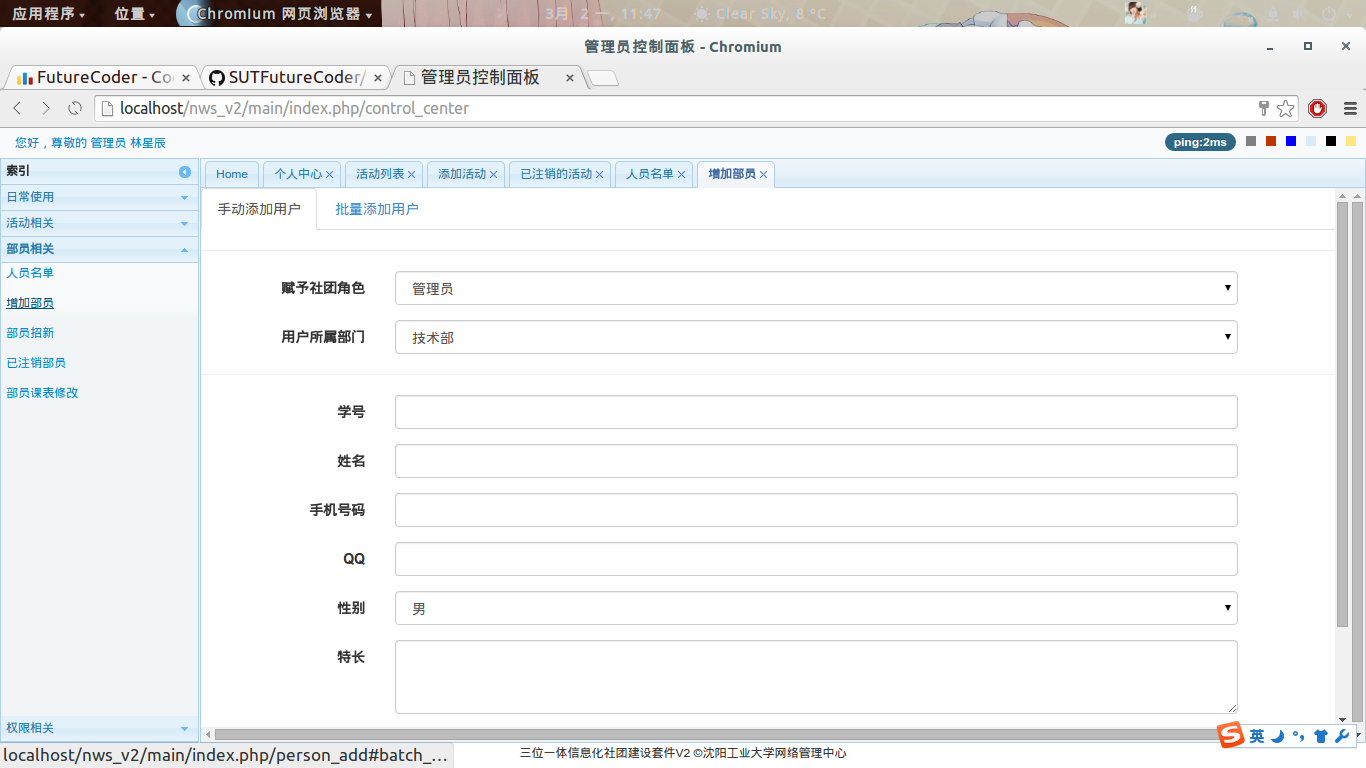 应用程序 位置 Chromium 网页浏览器 3月 2 一, 11:47 Clear Sky, 8 °C
管理员控制面板 - Chromium
FutureCoder - Co SUTFutureCoder/ 管理员控制面板
localhost/nws_v2/main/index.php/control_center
您好，尊敬的 管理员 林星辰 ping:2ms
索引
日常使用
活动相关
部员相关
人员名单
增加部员
部员招新
已注销部员
部员课表修改
权限相关
Home 个人中心 活动列表 添加活动 已注销的活动 人员名单 增加部员
手动添加用户 批量添加用户
赋予社团角色 管理员
用户所属部门 技术部
学号
姓名
手机号码
QQ
性别 男
特长
英
localhost/nws_v2/main/index.php/person_add#batch_...
三位一体信息化社团建设套件V2 ©沈阳工业大学网络管理中心